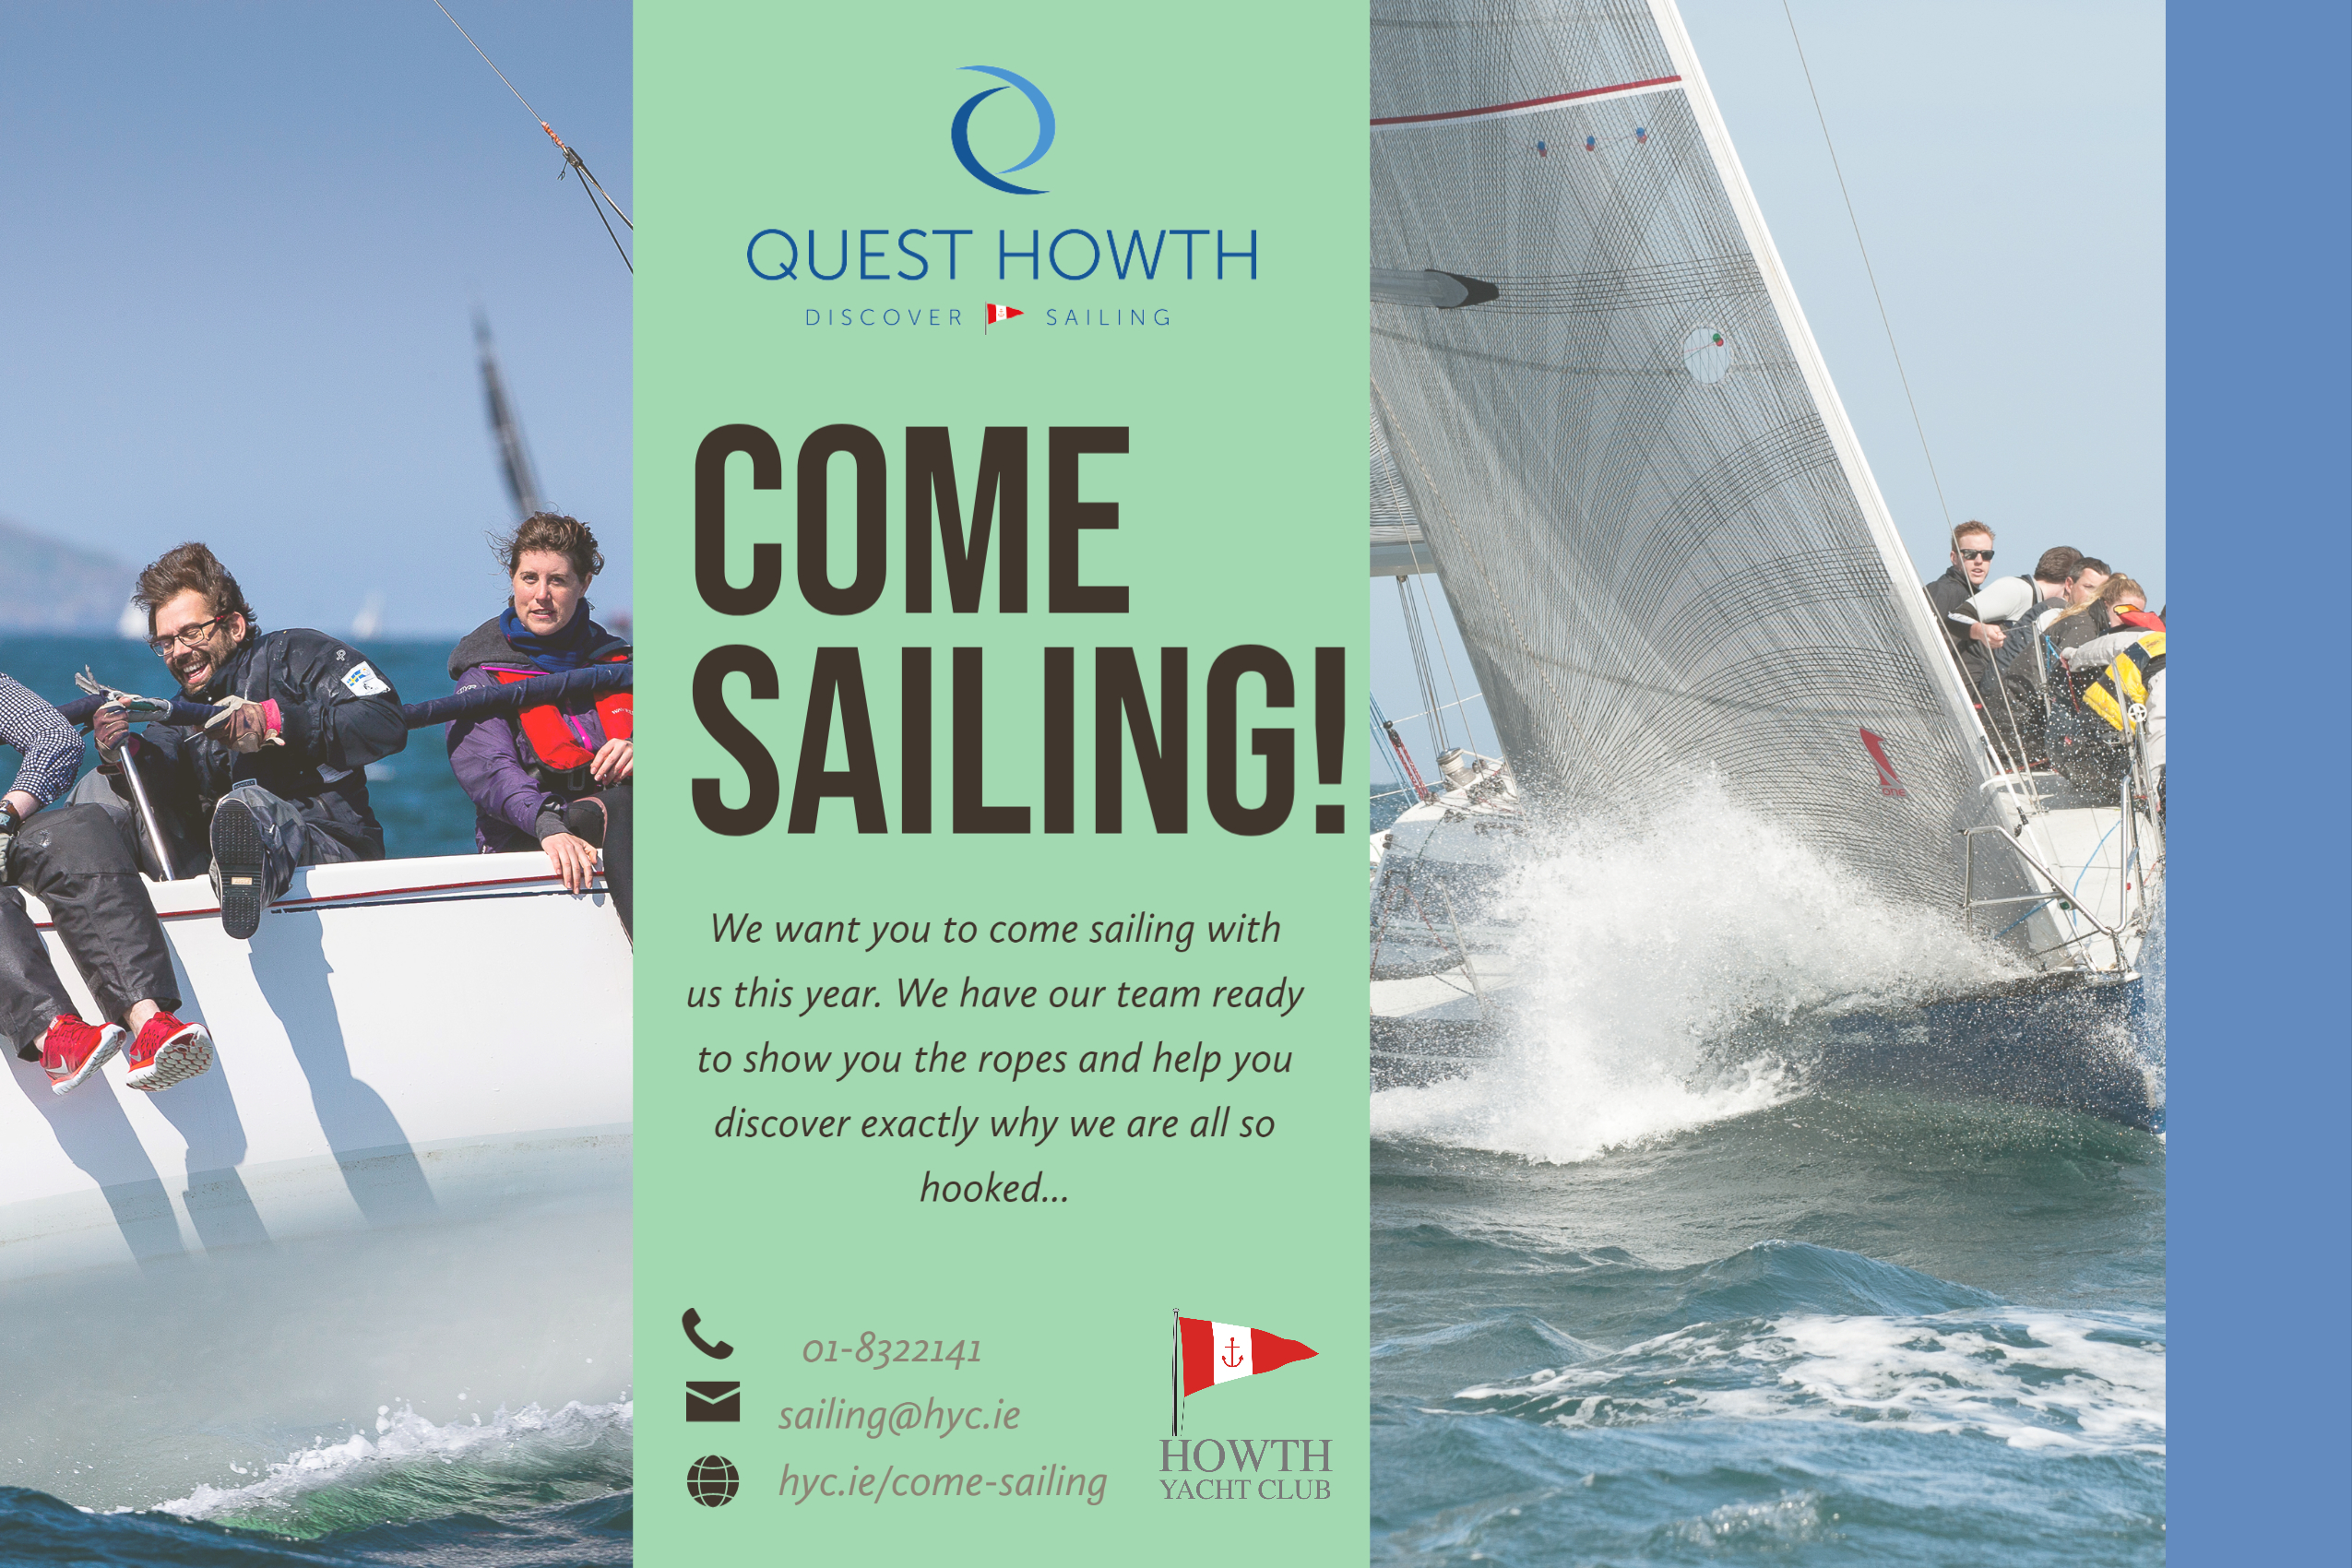 QUEST HOWTH
DISCOVER SAILING
COME
SAILING!
We want you to come sailing with
us this year. We have our team ready
to show you the ropes and help you
discover exactly why we are all so
hooked...
01-8322141
sailing@hyc.ie
hyc.ie/come-sailing
HOWTH
YACHT CLUB
ONE